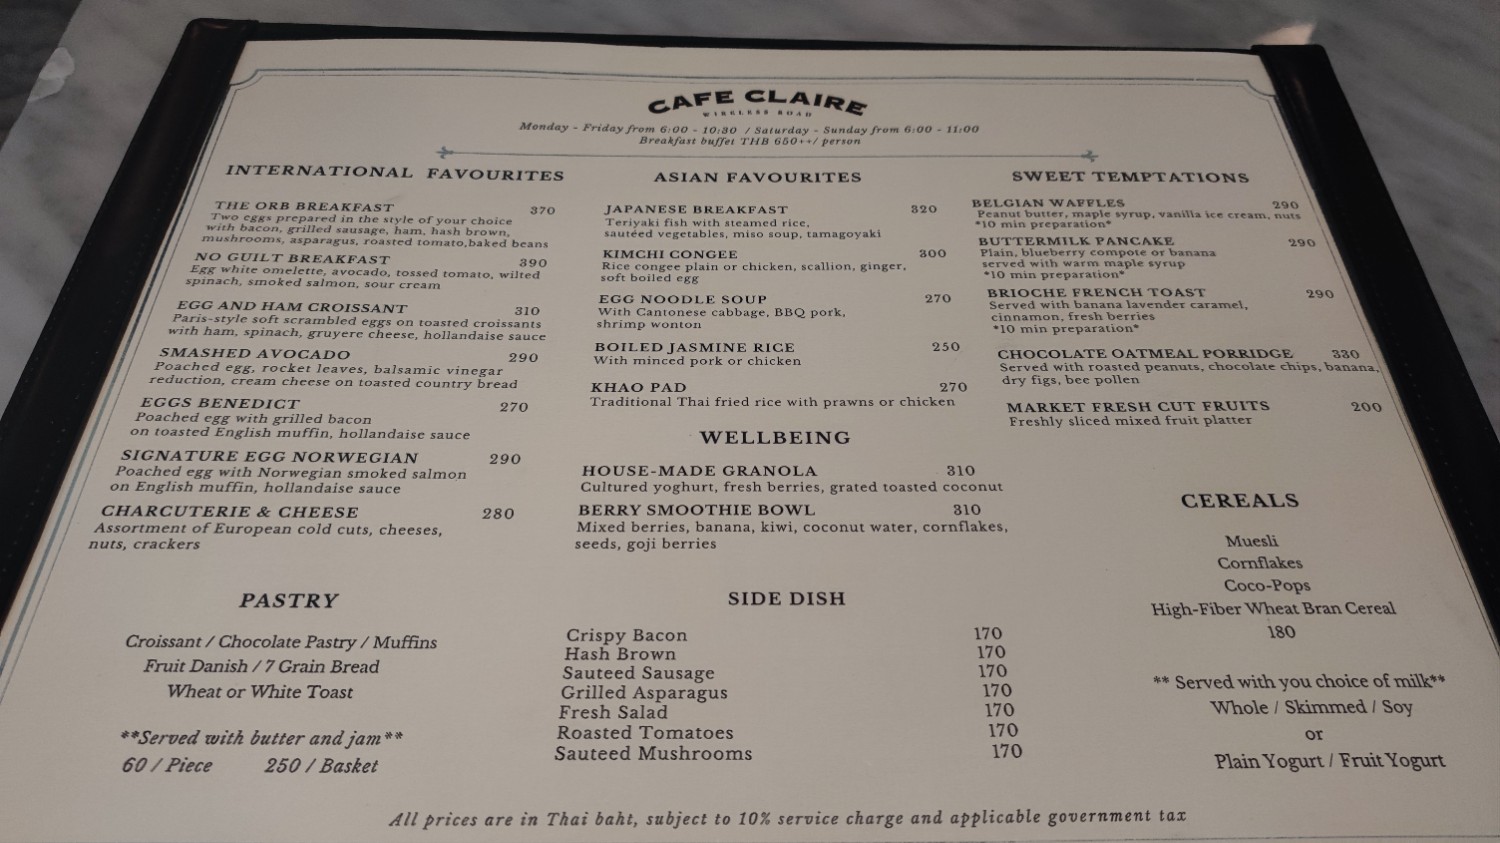 CAFE CLAIRE
WIRELESS ROAD
Monday - Friday from 6:00 - 10:30 / Saturday - Sunday from 6:00 - 11:00
Breakfast buffet THB 650++/ person
INTERNATIONAL FAVOURITES
THE ORB BREAKFAST 370
Two eggs prepared in the style of your choice
with bacon, grilled sausage, ham, hash brown,
mushrooms, asparagus, roasted tomato,baked beans
NO GUILT BREAKFAST 390
Egg white omelette, avocado, tossed tomato, wilted
spinach, smoked salmon, sour cream
EGG AND HAM CROISSANT 310
Paris-style soft scrambled eggs on toasted croissants
with ham, spinach, gruyere cheese, hollandaise sauce
SMASHED AVOCADO 290
Poached egg, rocket leaves, balsamic vinegar
reduction, cream cheese on toasted country bread
EGGS BENEDICT 270
Poached egg with grilled bacon
on toasted English muffin, hollandaise sauce
SIGNATURE EGG NORWEGIAN 290
Poached egg with Norwegian smoked salmon
on English muffin, hollandaise sauce
CHARCUTERIE & CHEESE 280
Assortment of European cold cuts, cheeses,
nuts, crackers
ASIAN FAVOURITES
JAPANESE BREAKFAST 320
Teriyaki fish with steamed rice,
sautéed vegetables, miso soup, tamagoyaki
KIMCHI CONGEE 300
Rice congee plain or chicken, scallion, ginger,
soft boiled egg
EGG NOODLE SOUP 270
With Cantonese cabbage, BBQ pork,
shrimp wonton
BOILED JASMINE RICE 250
With minced pork or chicken
KHAO PAD 270
Traditional Thai fried rice with prawns or chicken
WELLBEING
HOUSE-MADE GRANOLA 310
Cultured yoghurt, fresh berries, grated toasted coconut
BERRY SMOOTHIE BOWL 310
Mixed berries, banana, kiwi, coconut water, cornflakes,
seeds, goji berries
SWEET TEMPTATIONS
BELGIAN WAFFLES 290
Peanut butter, maple syrup, vanilla ice cream, nuts
*10 min preparation*
BUTTERMILK PANCAKE 290
Plain, blueberry compote or banana
served with warm maple syrup
*10 min preparation*
BRIOCHE FRENCH TOAST 290
Served with banana lavender caramel,
cinnamon, fresh berries
*10 min preparation*
CHOCOLATE OATMEAL PORRIDGE 330
Served with roasted peanuts, chocolate chips, banana,
dry figs, bee pollen
MARKET FRESH CUT FRUITS 200
Freshly sliced mixed fruit platter
PASTRY
Croissant / Chocolate Pastry / Muffins
Fruit Danish / 7 Grain Bread
Wheat or White Toast
**Served with butter and jam**
60 / Piece 250 / Basket
SIDE DISH
Crispy Bacon 170
Hash Brown 170
Sauteed Sausage 170
Grilled Asparagus 170
Fresh Salad 170
Roasted Tomatoes 170
Sauteed Mushrooms 170
CEREALS
Muesli
Cornflakes
Coco-Pops
High-Fiber Wheat Bran Cereal
180
** Served with you choice of milk**
Whole / Skimmed / Soy
or
Plain Yogurt / Fruit Yogurt
All prices are in Thai baht, subject to 10% service charge and applicable government tax